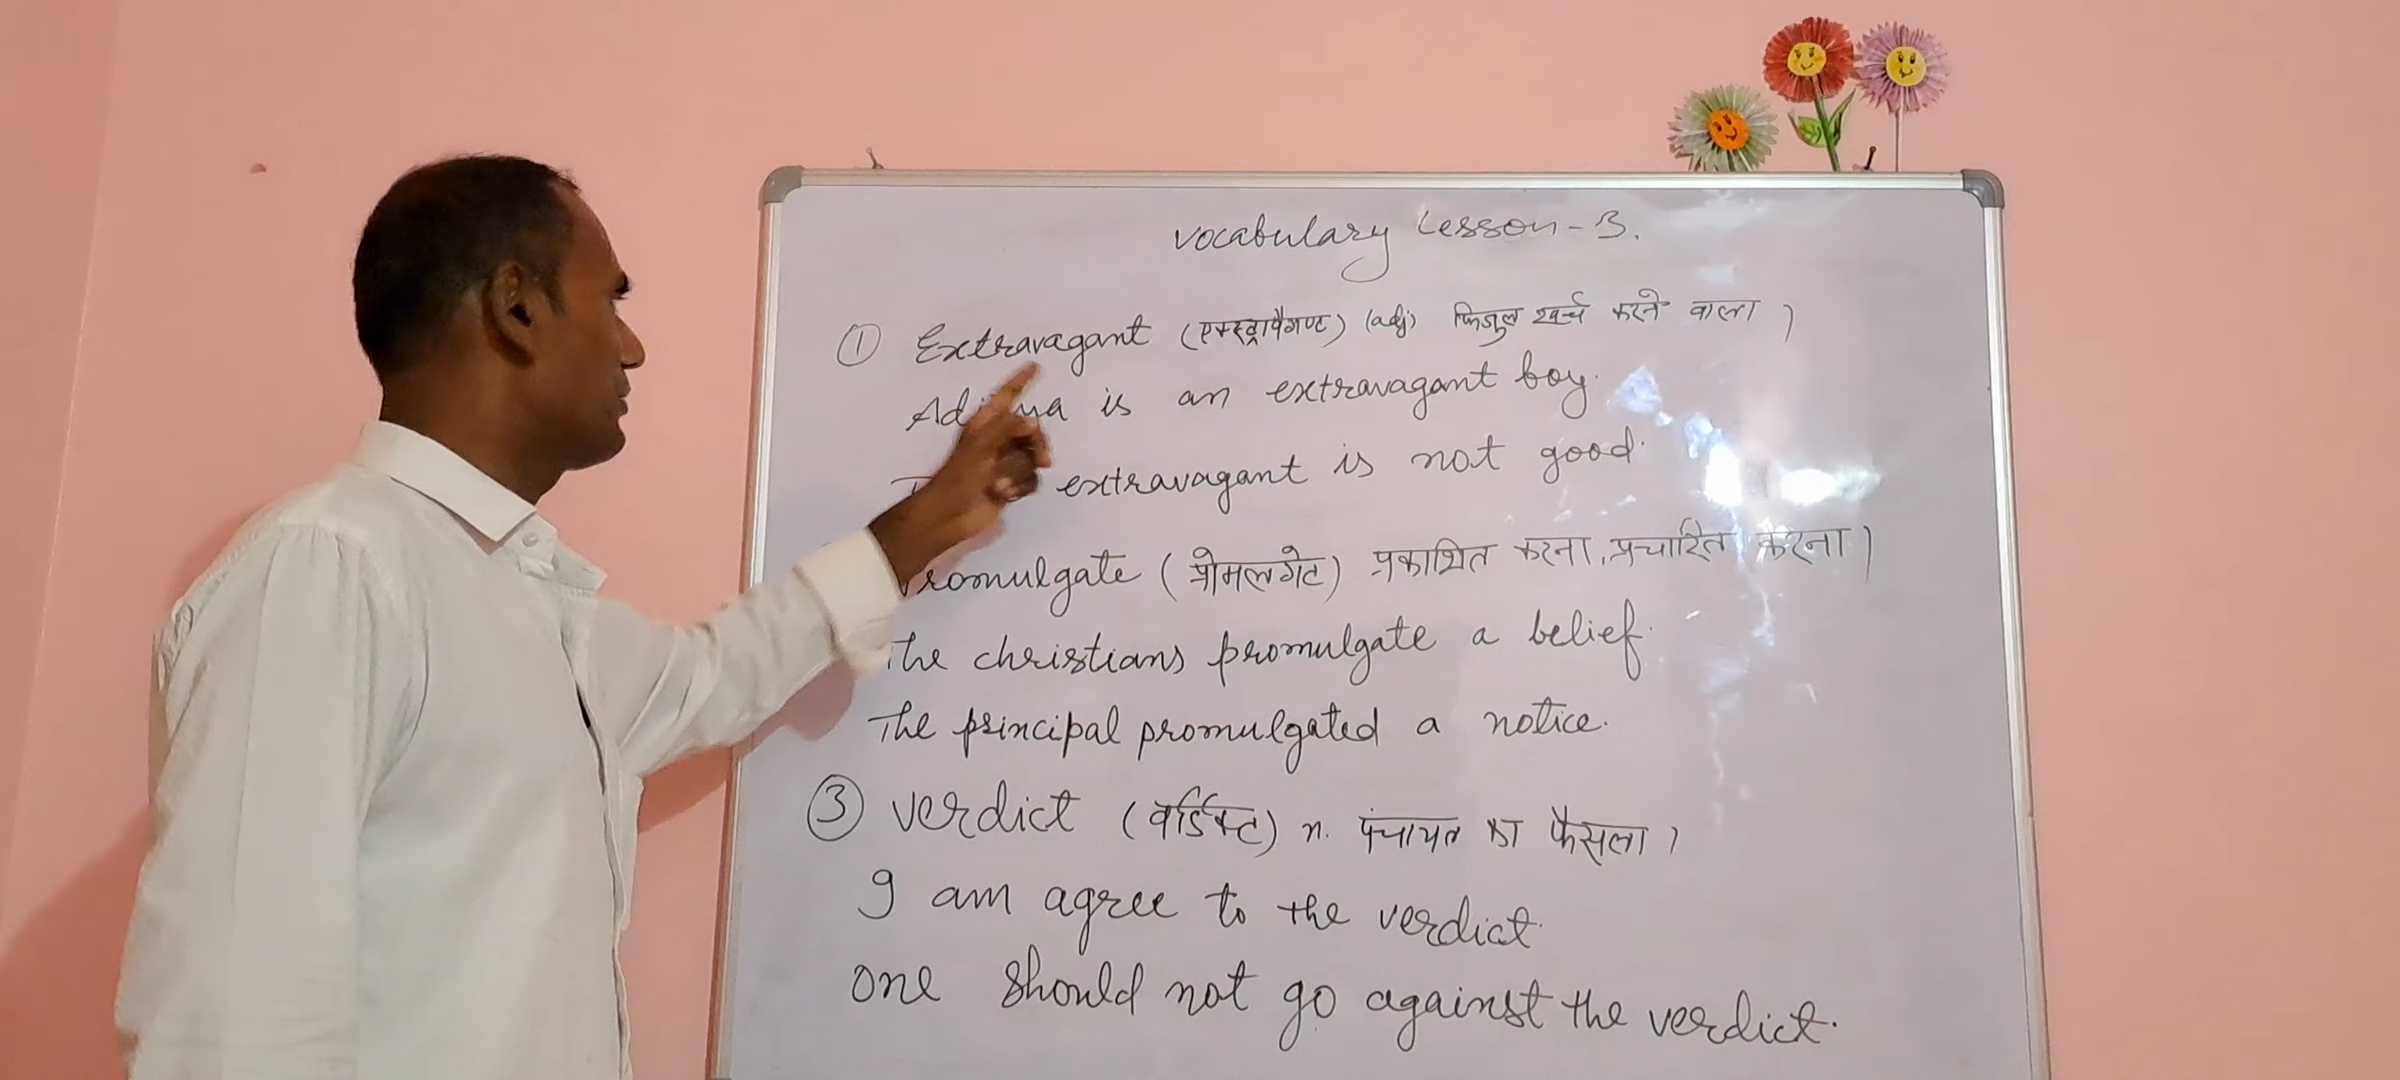 Vocabulary Lesson - 3.
① Extravagant (एक्स्ट्रावैगण्ट) (adj) फिजुल खर्च करने वाला।
is an extravagant boy.
extravagant is not good.
romulgate (प्रोमलगेट) प्रकाशित करना, प्रचारित करना।
The christians promulgate a belief.
The principal promulgated a notice.
③ verdict (वर्डिक्ट) n. पंचायत का फैसला।
I am agree to the verdict.
one should not go against the verdict.